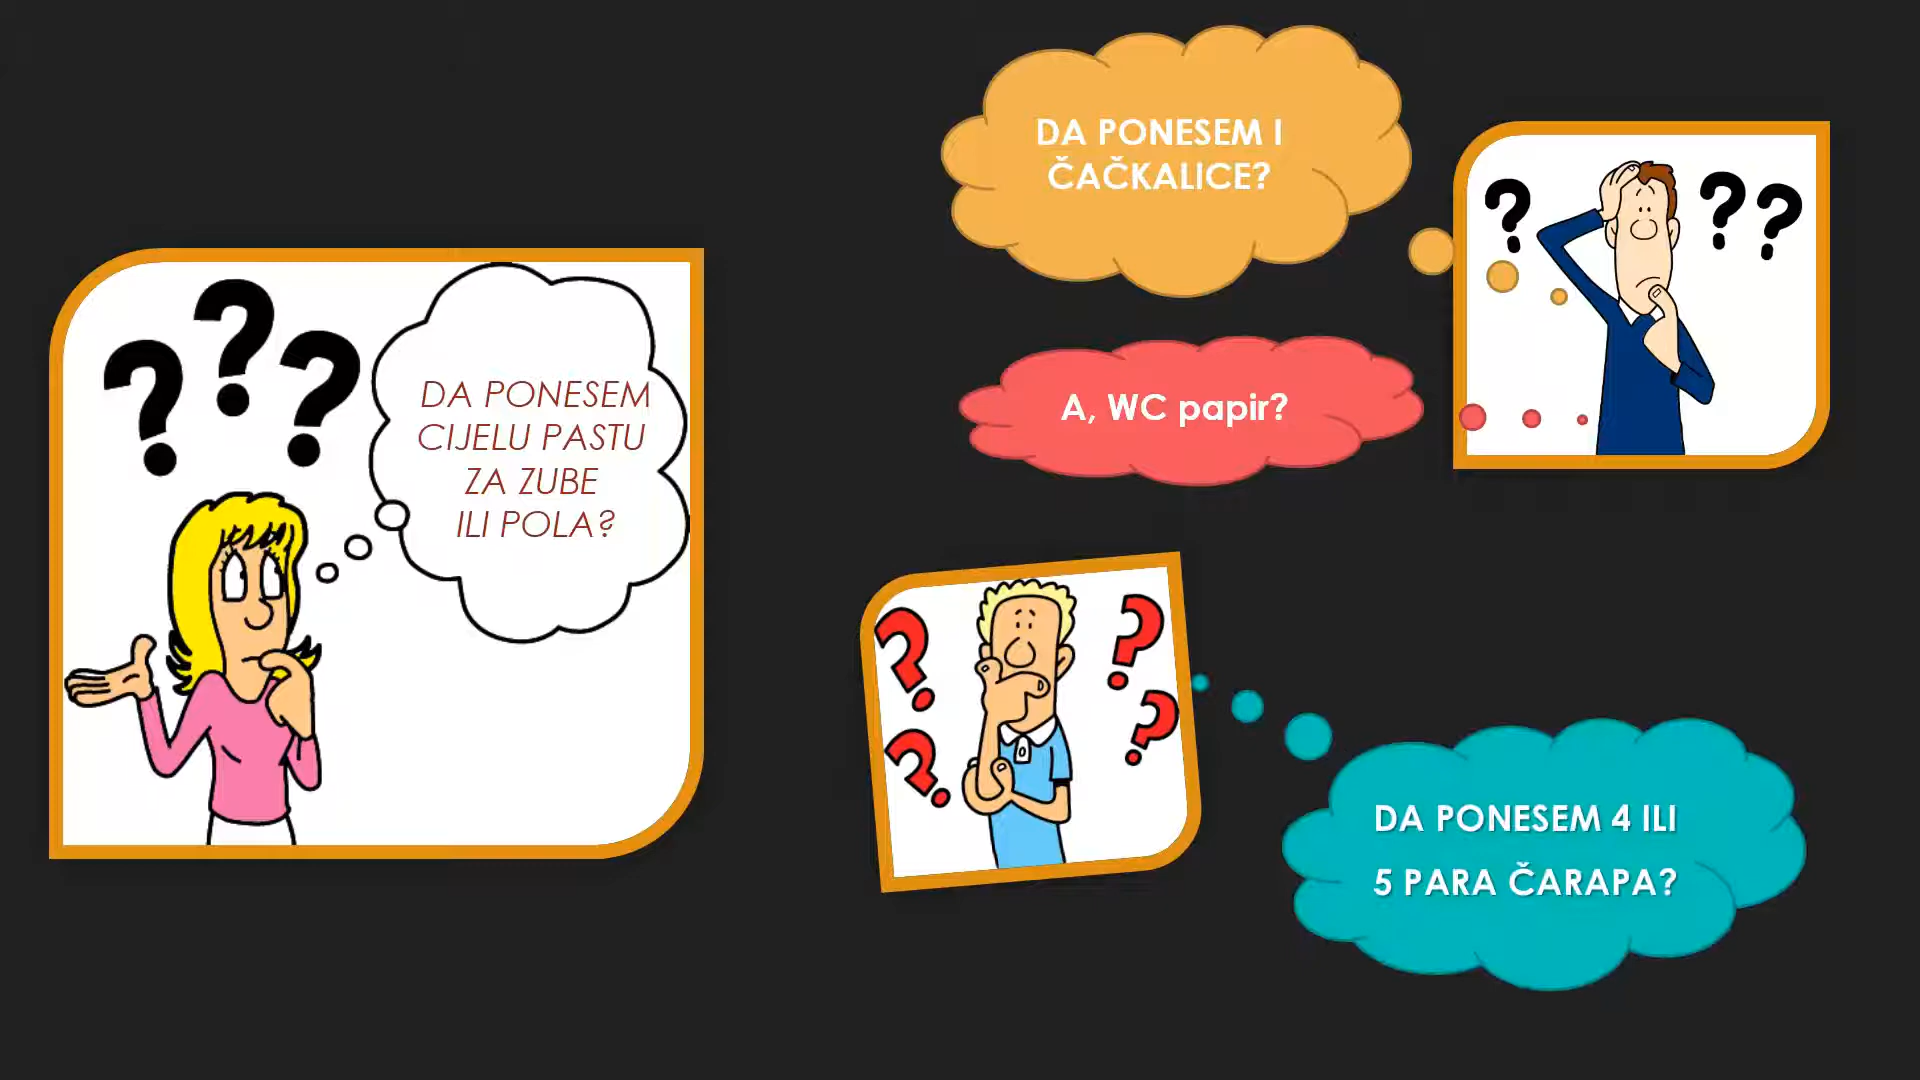 DA PONESEM
CIJELU PASTU
ZA ZUBE
ILI POLA?
DA PONESEM I
ČAČKALICE?
A, WC papir?
DA PONESEM 4 ILI
5 PARA ČARAPA?